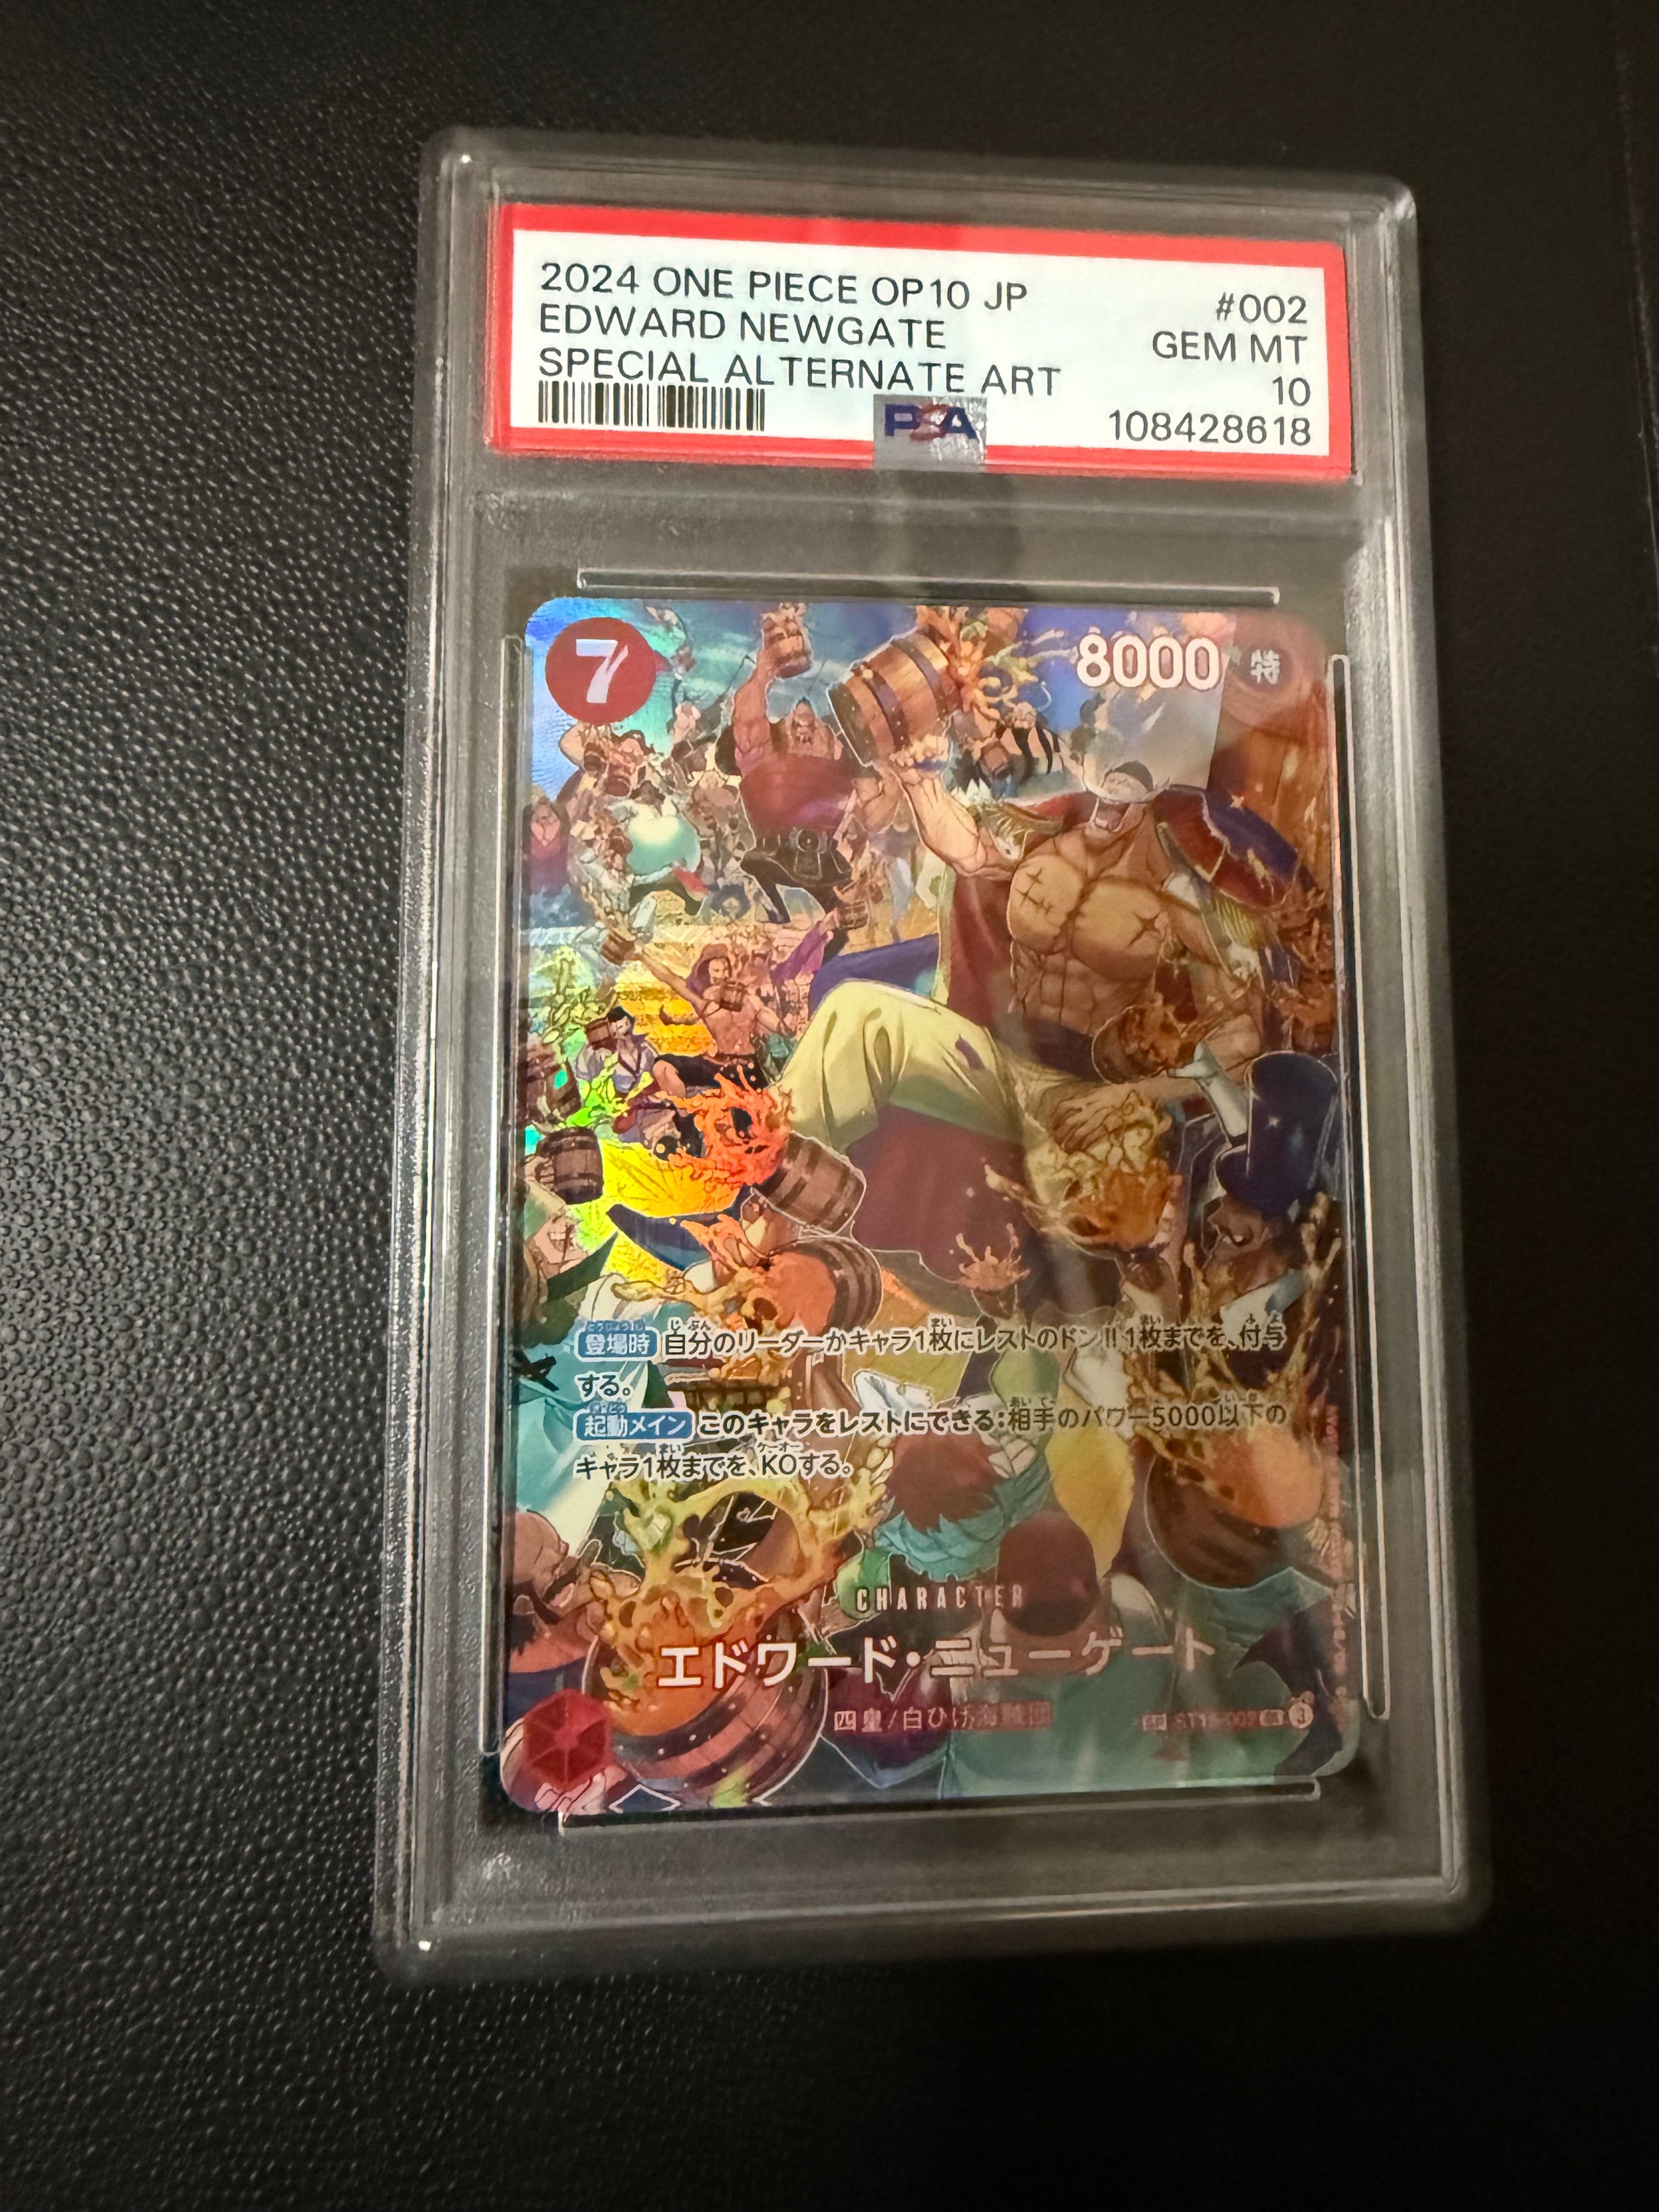 2024 ONE PIECE OP10 JP
#002
EDWARD NEWGATE
GEM MT
SPECIAL ALTERNATE ART
10
PSA
108428618
7
8000
特
登場時 自分のリーダーかキャラ1枚にレストのドン!!1枚までを、付与
する。
起動メイン このキャラをレストにできる:相手のパワー5000以下の
キャラ1枚までを、KOする。
CHARACTER
エドワード・ニューゲート
四皇/白ひげ海賊団
SP ST15-002 SR 3